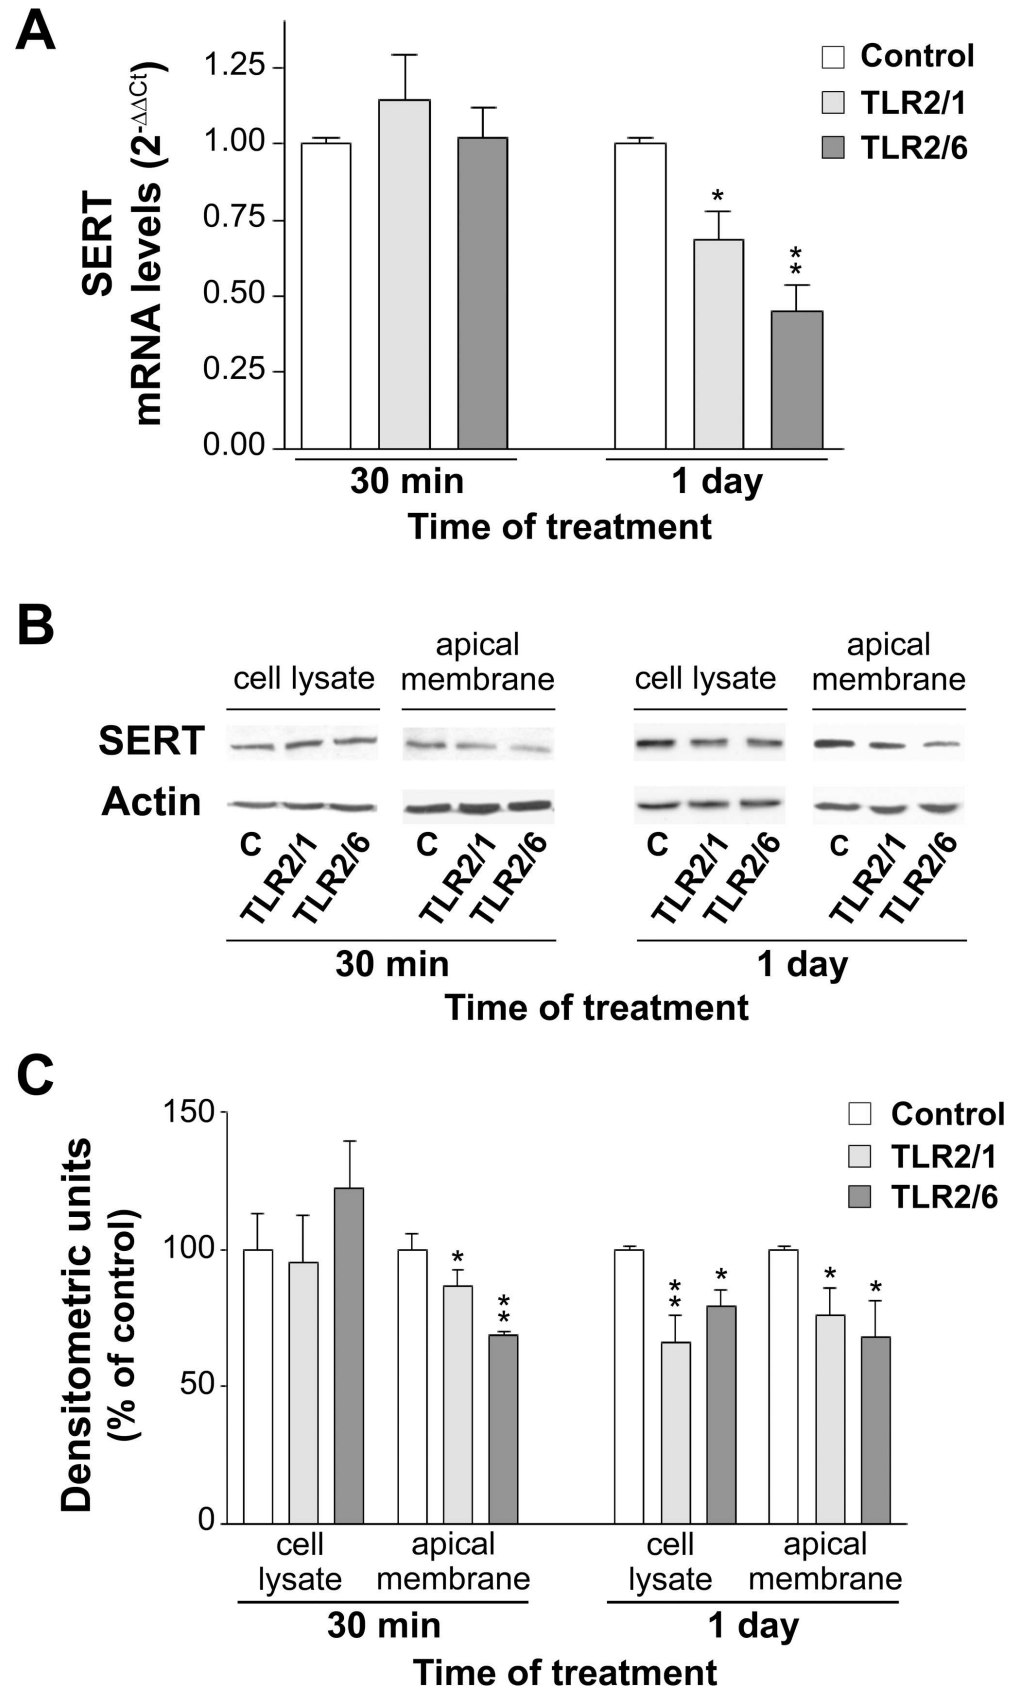 A
SERT
mRNA levels (2-ΔΔCt)
1.25
1.00
0.75
0.50
0.25
0.00
Control
TLR2/1
TLR2/6
*
*
*
30 min
1 day
Time of treatment
B
cell lysate
apical
membrane
cell lysate
apical
membrane
SERT
Actin
C
TLR2/1
TLR2/6
C
TLR2/1
TLR2/6
C
TLR2/1
TLR2/6
C
TLR2/1
TLR2/6
30 min
1 day
Time of treatment
C
Densitometric units
(% of control)
150
100
50
0
Control
TLR2/1
TLR2/6
*
*
*
*
*
*
*
*
cell
lysate
apical
membrane
cell
lysate
apical
membrane
30 min
1 day
Time of treatment